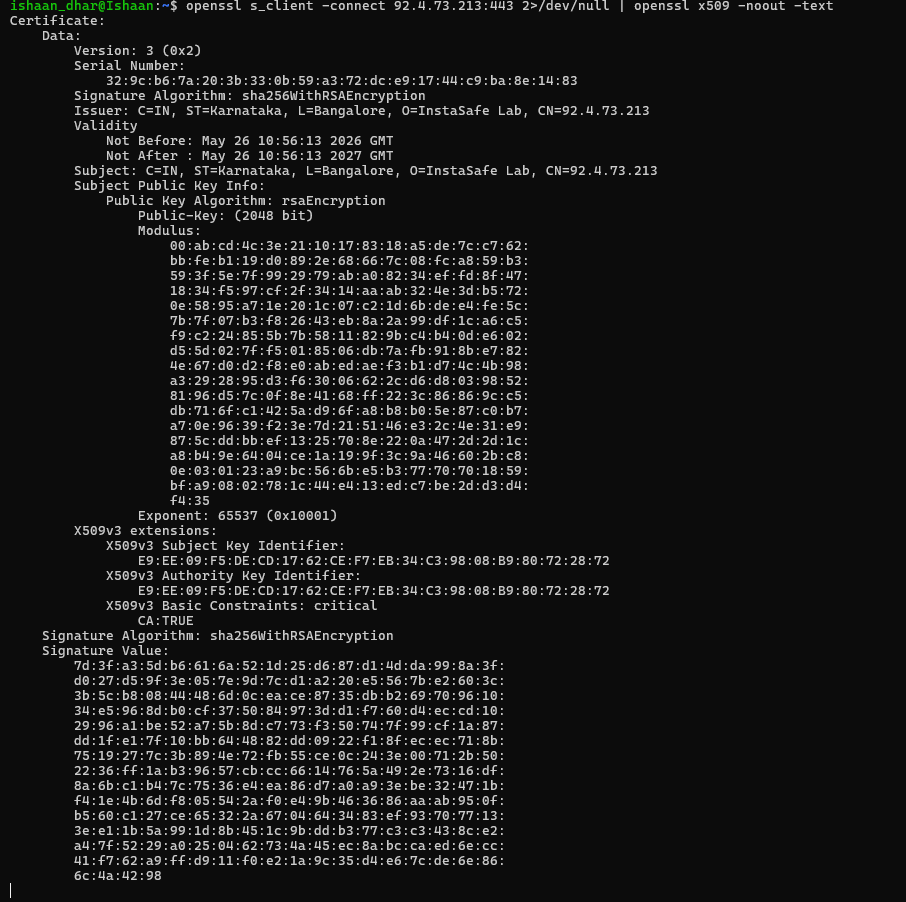 ishaan_dhar@Ishaan:~$ openssl s_client -connect 92.4.73.213:443 2>/dev/null | openssl x509 -noout -text
Certificate:
    Data:
        Version: 3 (0x2)
        Serial Number:
            32:9c:b6:7a:20:3b:33:0b:59:a3:72:dc:e9:17:44:c9:ba:8e:14:83
        Signature Algorithm: sha256WithRSAEncryption
        Issuer: C=IN, ST=Karnataka, L=Bangalore, O=InstaSafe Lab, CN=92.4.73.213
        Validity
            Not Before: May 26 10:56:13 2026 GMT
            Not After : May 26 10:56:13 2027 GMT
        Subject: C=IN, ST=Karnataka, L=Bangalore, O=InstaSafe Lab, CN=92.4.73.213
        Subject Public Key Info:
            Public Key Algorithm: rsaEncryption
                Public-Key: (2048 bit)
                Modulus:
                    00:ab:cd:4c:3e:21:10:17:83:18:a5:de:7c:c7:62:
                    bb:fe:b1:19:d0:89:2e:68:66:7c:08:fc:a8:59:b3:
                    59:3f:5e:7f:99:29:79:ab:a0:82:34:ef:fd:8f:47:
                    18:34:f5:97:cf:2f:34:14:aa:ab:32:4e:3d:b5:72:
                    0e:58:95:a7:1e:20:1c:07:c2:1d:6b:de:e4:fe:5c:
                    7b:7f:07:b3:f8:26:43:eb:8a:2a:99:df:1c:a6:c5:
                    f9:c2:24:85:5b:7b:58:11:82:9b:c4:b4:0d:e6:02:
                    d5:5d:02:7f:f5:01:85:06:db:7a:fb:91:8b:e7:82:
                    4e:67:d0:d2:f8:e0:ab:ed:ae:f3:b1:d7:4c:4b:98:
                    a3:29:28:95:d3:f6:30:06:62:2c:d6:d8:03:98:52:
                    81:96:d5:7c:0f:8e:41:68:ff:22:3c:86:86:9c:c5:
                    db:71:6f:c1:42:5a:d9:6f:a8:b8:b0:5e:87:c0:b7:
                    a7:0e:96:39:f2:3e:7d:21:51:46:e3:2c:4e:31:e9:
                    87:5c:dd:bb:ef:13:25:70:8e:22:0a:47:2d:2d:1c:
                    a8:b4:9e:64:04:ce:1a:19:9f:3c:9a:46:60:2b:c8:
                    0e:03:01:23:a9:bc:56:6b:e5:b3:77:70:70:18:59:
                    bf:a9:08:02:78:1c:44:e4:13:ed:c7:be:2d:d3:d4:
                    f4:35
                Exponent: 65537 (0x10001)
        X509v3 extensions:
            X509v3 Subject Key Identifier:
                E9:EE:09:F5:DE:CD:17:62:CE:F7:EB:34:C3:98:08:B9:80:72:28:72
            X509v3 Authority Key Identifier:
                E9:EE:09:F5:DE:CD:17:62:CE:F7:EB:34:C3:98:08:B9:80:72:28:72
            X509v3 Basic Constraints: critical
                CA:TRUE
    Signature Algorithm: sha256WithRSAEncryption
    Signature Value:
        7d:3f:a3:5d:b6:61:6a:52:1d:25:d6:87:d1:4d:da:99:8a:3f:
        d0:27:d5:9f:3e:05:7e:9d:7c:d1:a2:20:e5:56:7b:e2:60:3c:
        3b:5c:b8:08:44:48:6d:0c:ea:ce:87:35:db:b2:69:70:96:10:
        34:e5:96:8d:b0:cf:37:50:84:97:3d:d1:f7:60:d4:ec:cd:10:
        29:96:a1:be:52:a7:5b:8d:c7:73:f3:50:74:7f:99:cf:1a:87:
        dd:1f:e1:7f:10:bb:64:48:82:dd:09:22:f1:8f:ec:ec:71:8b:
        75:19:27:7c:3b:89:4e:72:fb:55:ce:0c:24:3e:00:71:2b:50:
        22:36:ff:1a:b3:96:57:cb:cc:66:14:76:5a:49:2e:73:16:df:
        8a:6b:c1:b4:7c:75:36:e4:ea:86:d7:a0:a9:3e:be:32:47:1b:
        f4:1e:4b:6d:f8:05:54:2a:f0:e4:9b:46:36:86:aa:ab:95:0f:
        b5:60:c1:27:ce:65:32:2a:67:04:64:34:83:ef:93:70:77:13:
        3e:e1:1b:5a:99:1d:8b:45:1c:9b:dd:b3:77:c3:c3:43:8c:e2:
        a4:7f:52:29:a0:25:04:62:73:4a:45:ec:8a:bc:ca:ed:6e:cc:
        41:f7:62:a9:ff:d9:11:f0:e2:1a:9c:35:d4:e6:7c:de:6e:86:
        6c:4a:42:98